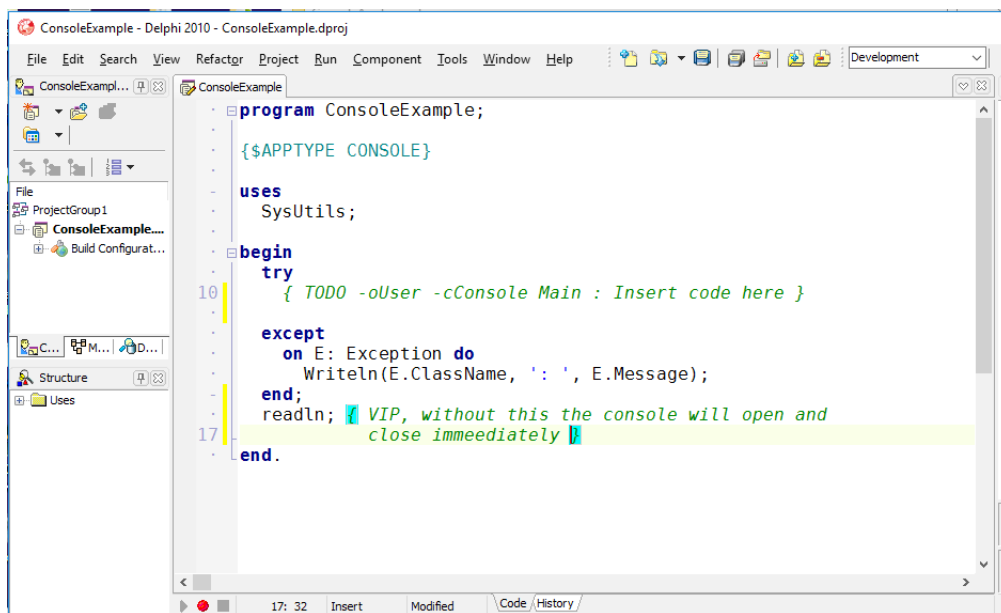 ConsoleExample - Delphi 2010 - ConsoleExample.dproj
File Edit Search View Refactor Project Run Component Tools Window Help Development
ConsoleExampl... ConsoleExample
program ConsoleExample;
{$APPTYPE CONSOLE}
uses
SysUtils;
begin
try
10 { TODO -oUser -cConsole Main : Insert code here }
except
on E: Exception do
Writeln(E.ClassName, ': ', E.Message);
end;
readln; { VIP, without this the console will open and
17 close immeediately }
end.
File
ProjectGroup1
ConsoleExample....
Build Configurat...
C... M... D...
Structure
Uses
17: 32 Insert Modified Code History